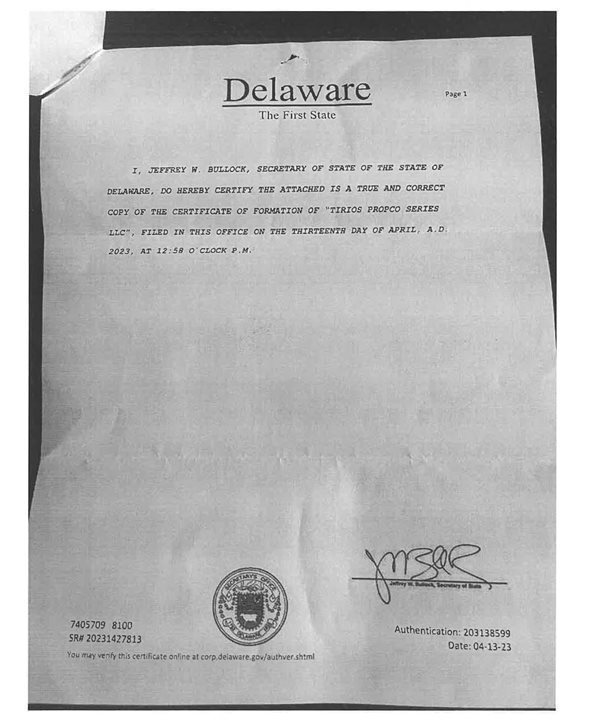 Delaware
The First State
Page 1
I, JEFFREY W. BULLOCK, SECRETARY OF STATE OF THE STATE OF
DELAWARE, DO HEREBY CERTIFY THE ATTACHED IS A TRUE AND CORRECT
COPY OF THE CERTIFICATE OF FORMATION OF "TIRIOS PROPCO SERIES
LLC", FILED IN THIS OFFICE ON THE THIRTEENTH DAY OF APRIL, A.D.
2023, AT 12:58 O`CLOCK P.M.
Jeffrey W. Bullock, Secretary of State
SECRETARY'S OFFICE
DELAWARE
7405709 8100
SR# 20231427813
Authentication: 203138599
Date: 04-13-23
You may verify this certificate online at corp.delaware.gov/authver.shtml